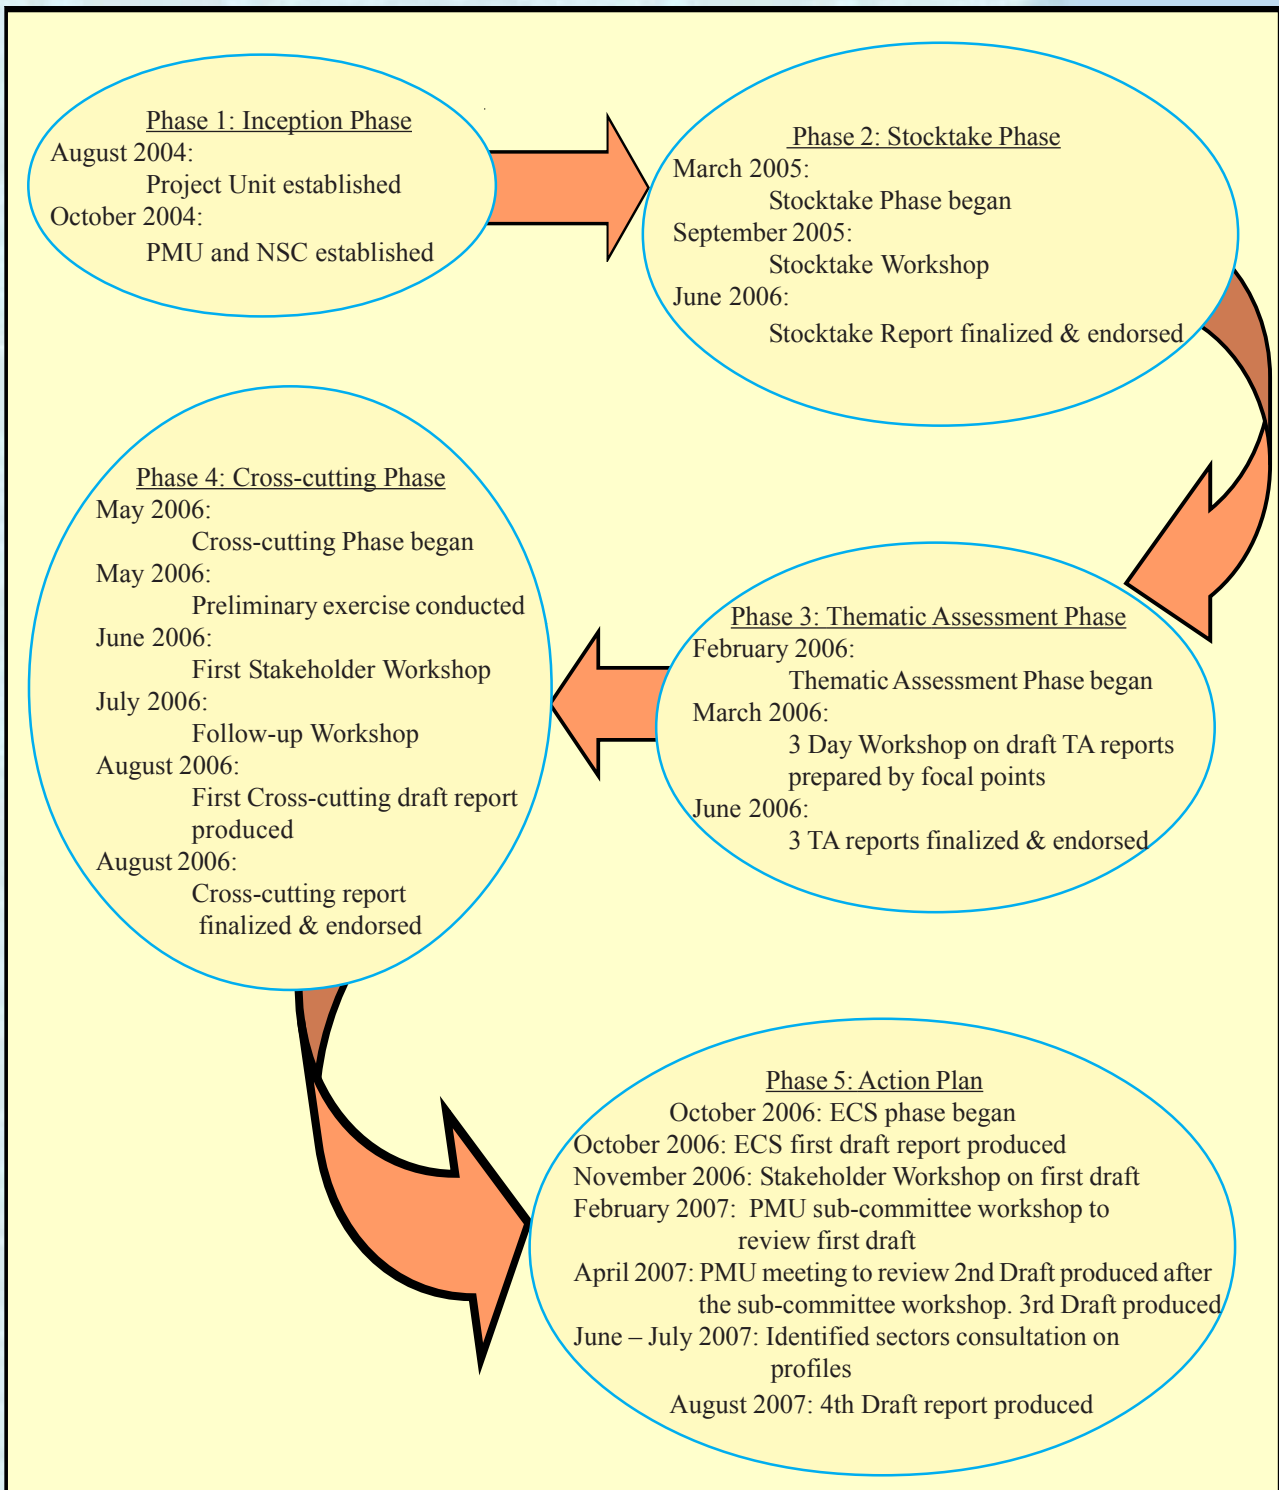 Phase 1: Inception Phase
August 2004:
Project Unit established
October 2004:
PMU and NSC established
Phase 2: Stocktake Phase
March 2005:
Stocktake Phase began
September 2005:
Stocktake Workshop
June 2006:
Stocktake Report finalized & endorsed
Phase 3: Thematic Assessment Phase
February 2006:
Thematic Assessment Phase began
March 2006:
3 Day Workshop on draft TA reports
prepared by focal points
June 2006:
3 TA reports finalized & endorsed
Phase 4: Cross-cutting Phase
May 2006:
Cross-cutting Phase began
May 2006:
Preliminary exercise conducted
June 2006:
First Stakeholder Workshop
July 2006:
Follow-up Workshop
August 2006:
First Cross-cutting draft report
produced
August 2006:
Cross-cutting report
finalized & endorsed
Phase 5: Action Plan
October 2006: ECS phase began
October 2006: ECS first draft report produced
November 2006: Stakeholder Workshop on first draft
February 2007: PMU sub-committee workshop to
review first draft
April 2007: PMU meeting to review 2nd Draft produced after
the sub-committee workshop. 3rd Draft produced
June – July 2007: Identified sectors consultation on
profiles
August 2007: 4th Draft report produced